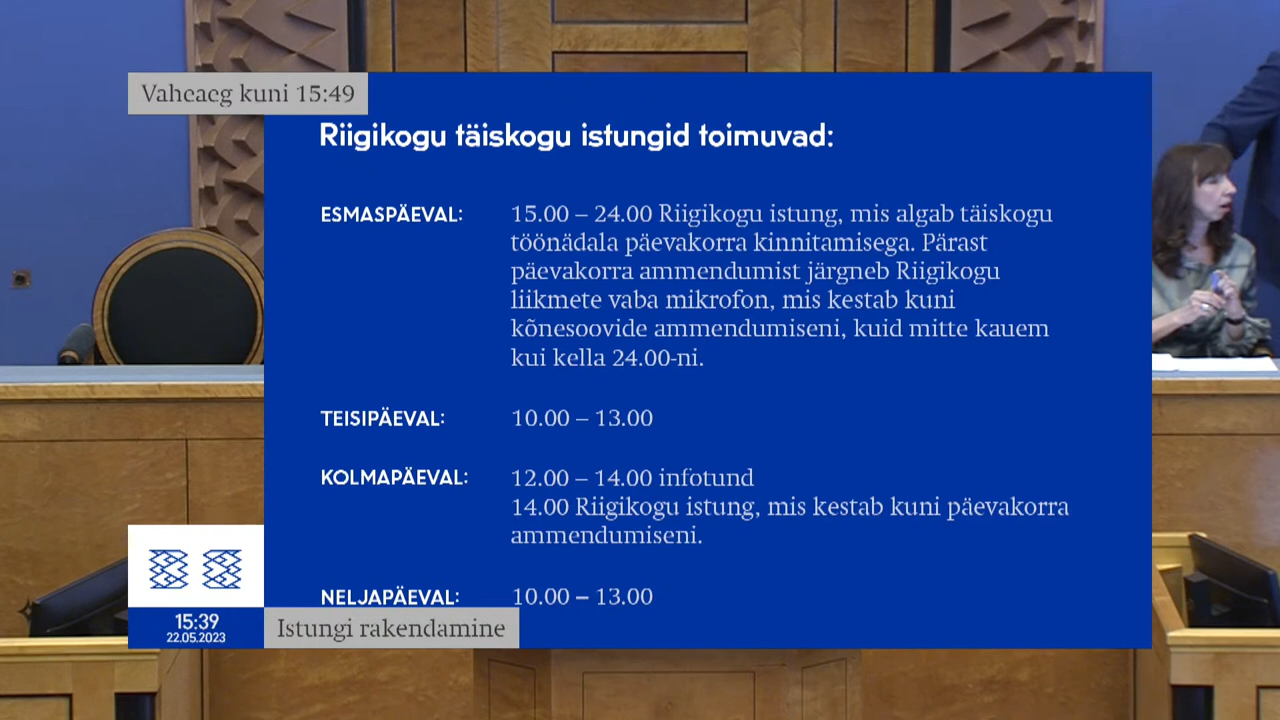 Vaheaeg kuni 15:49
Riigikogu täiskogu istungid toimuvad:
ESMASPÄEVAL:
15.00 – 24.00 Riigikogu istung, mis algab täiskogu
töönädala päevakorra kinnitamisega. Pärast
päevakorra ammendumist järgneb Riigikogu
liikmete vaba mikrofon, mis kestab kuni
kõnesoovide ammendumiseni, kuid mitte kauem
kui kella 24.00-ni.
TEISIPÄEVAL:
10.00 – 13.00
KOLMAPÄEVAL:
12.00 – 14.00 infotund
14.00 Riigikogu istung, mis kestab kuni päevakorra
ammendumiseni.
NELJAPÄEVAL:
10.00 – 13.00
15:39
22.05.2023
Istungi rakendamine